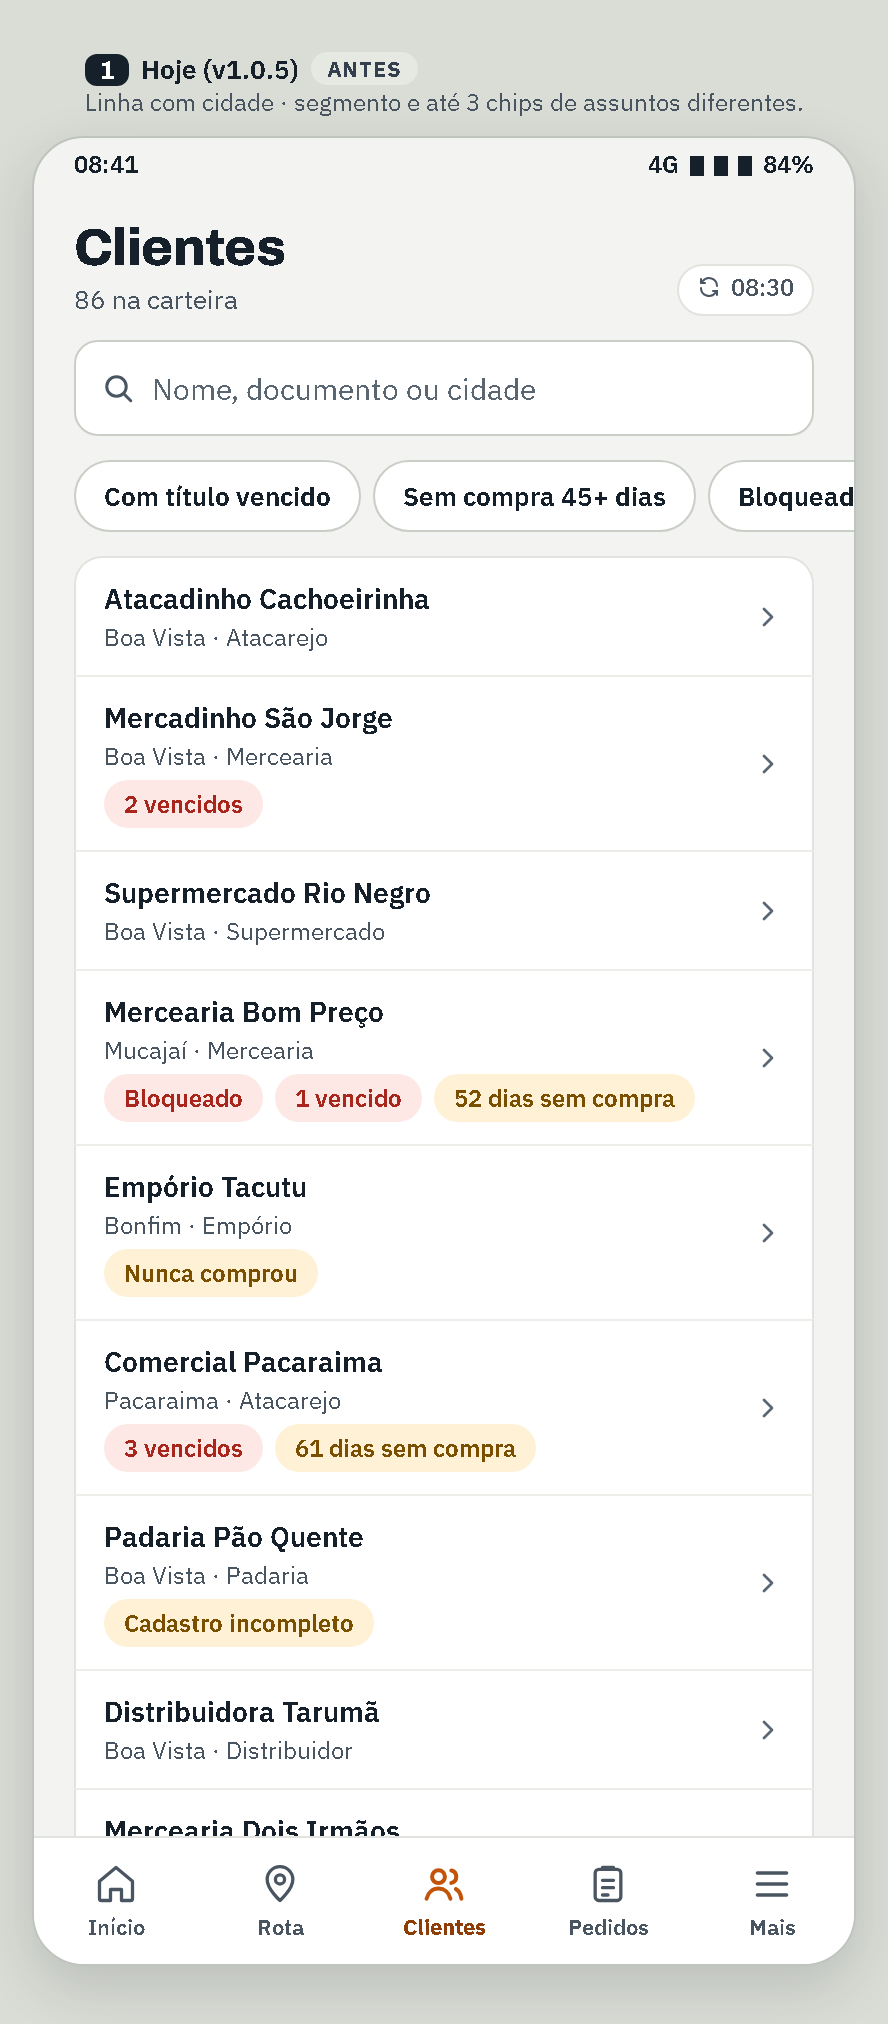 1 Hoje (v1.0.5) ANTES
Linha com cidade · segmento e até 3 chips de assuntos diferentes.
08:41 4G 84%
Clientes
86 na carteira
08:30
Nome, documento ou cidade
Com título vencido Sem compra 45+ dias Bloquead
Atacadinho Cachoeirinha
Boa Vista · Atacarejo
Mercadinho São Jorge
Boa Vista · Mercearia
2 vencidos
Supermercado Rio Negro
Boa Vista · Supermercado
Mercearia Bom Preço
Mucajaí · Mercearia
Bloqueado 1 vencido 52 dias sem compra
Empório Tacutu
Bonfim · Empório
Nunca comprou
Comercial Pacaraima
Pacaraima · Atacarejo
3 vencidos 61 dias sem compra
Padaria Pão Quente
Boa Vista · Padaria
Cadastro incompleto
Distribuidora Tarumã
Boa Vista · Distribuidor
Mercearia Dois Irmãos
Início Rota Clientes Pedidos Mais